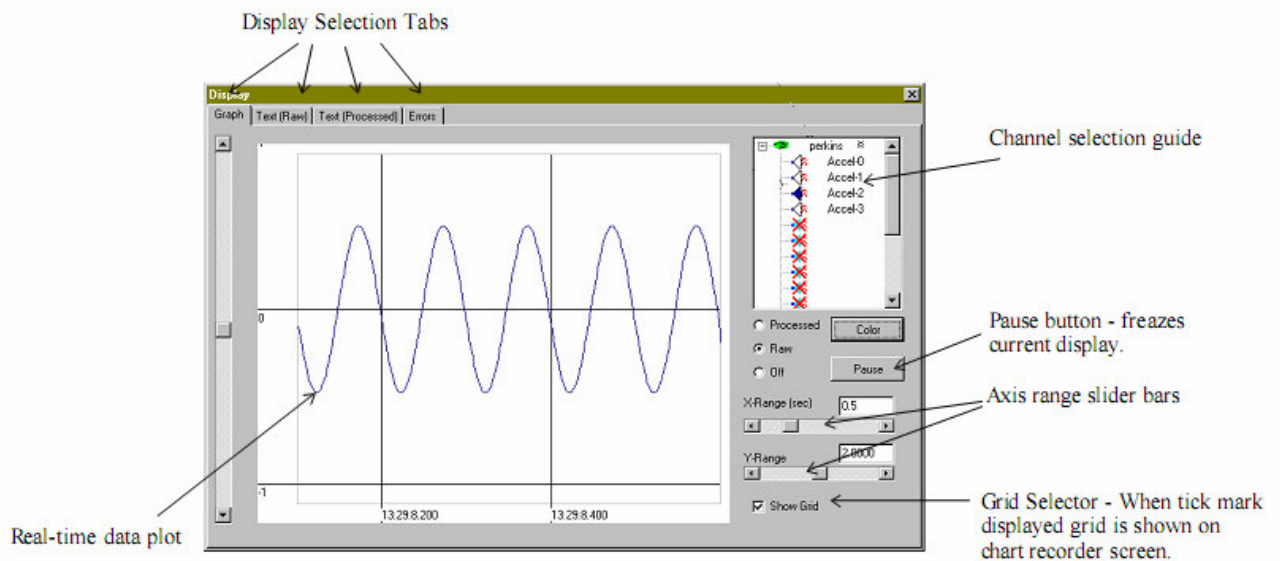 Display Selection Tabs
Display
Graph
Text (Raw)
Text (Processed)
Errors
perkins
Accel-0
Accel-1
Accel-2
Accel-3
Channel selection guide
0
-1
13:29:8.200
13:29:8.400
Processed
Raw
Off
Color
Pause
Pause button - freazes
current display.
X-Range (sec)
0.5
Y-Range
2.0000
Axis range slider bars
Show Grid
Grid Selector - When tick mark
displayed grid is shown on
chart recorder screen.
Real-time data plot